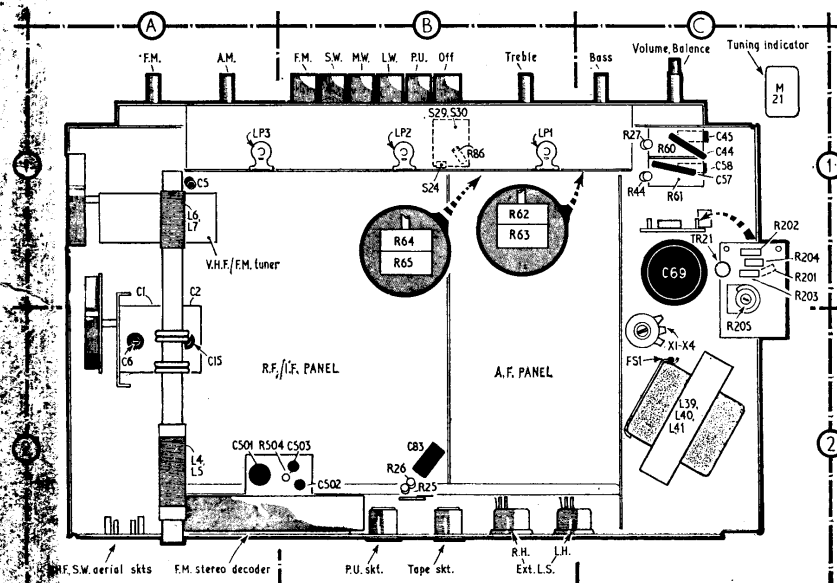 A
B
C
F.M.
A.M.
F.M.
S.W.
M.W.
L.W.
P.U.
Off
Treble
Bass
Volume, Balance
Tuning indicator
M
21
S29, S30
LP3
LP2
LP1
R86
S24
R27
R60
C45
C44
C58
C57
R44
R61
1
1
C5
L6,
L7
V.H.F./F.M. tuner
R64
R65
R62
R63
TR21
R202
R204
R201
R203
R205
C69
C1
C2
C6
C15
X1-X4
FS1
R.F./I.F. PANEL
A.F. PANEL
L39,
L40,
L41
2
2
L4,
L5
C501
R504
C503
C502
C83
R26
R25
S.W. aerial skts
F.M. stereo decoder
P.U. skt.
Tape skt.
R.H.
L.H.
Ext. L.S.